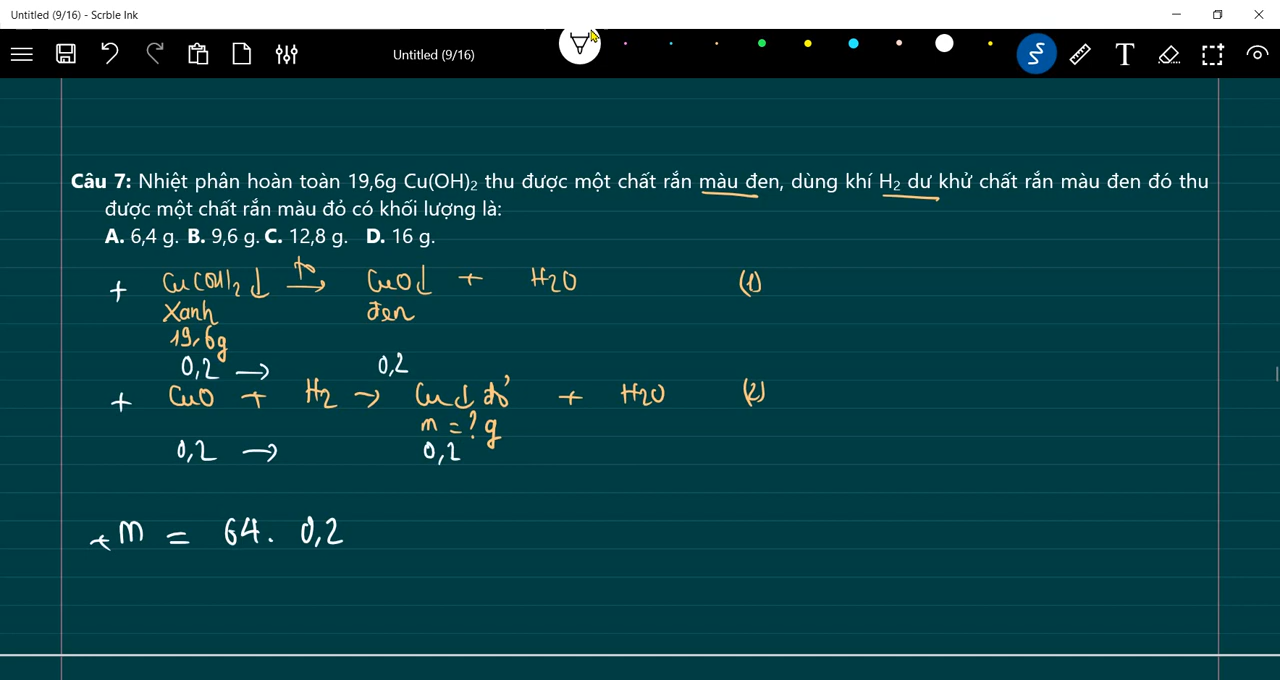 Untitled (9/16) - Scrble Ink
Untitled (9/16)
T
Câu 7: Nhiệt phân hoàn toàn 19,6g Cu(OH)₂ thu được một chất rắn màu đen, dùng khí H₂ dư khử chất rắn màu đen đó thu
được một chất rắn màu đỏ có khối lượng là:
A. 6,4 g. B. 9,6 g. C. 12,8 g. D. 16 g.
+ Cu(OH)₂↓ →(t°) CuO↓ + H₂O (1)
Xanh đen
19,6g
0,2 → 0,2
+ CuO + H₂ → Cu↓ đỏ + H₂O (2)
m = ? g
0,2 → 0,2
+ m = 64. 0,2